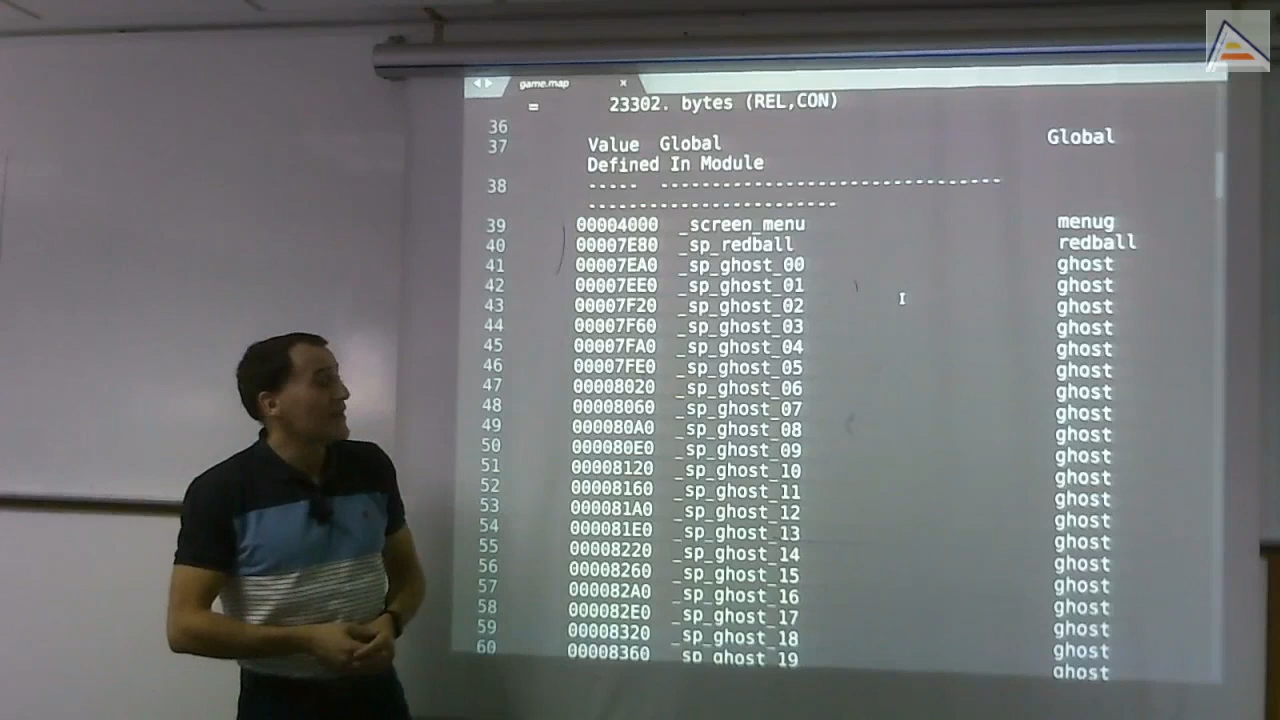 game.map x
= 23302. bytes (REL,CON)
36
37 Value Global Global
Defined In Module
38 ----- --------------------------------
------------------------
39 00004000 _screen_menu menug
40 00007E80 _sp_redball redball
41 00007EA0 _sp_ghost_00 ghost
42 00007EE0 _sp_ghost_01 ghost
43 00007F20 _sp_ghost_02 ghost
44 00007F60 _sp_ghost_03 ghost
45 00007FA0 _sp_ghost_04 ghost
46 00007FE0 _sp_ghost_05 ghost
47 00008020 _sp_ghost_06 ghost
48 00008060 _sp_ghost_07 ghost
49 000080A0 _sp_ghost_08 ghost
50 000080E0 _sp_ghost_09 ghost
51 00008120 _sp_ghost_10 ghost
52 00008160 _sp_ghost_11 ghost
53 000081A0 _sp_ghost_12 ghost
54 000081E0 _sp_ghost_13 ghost
55 00008220 _sp_ghost_14 ghost
56 00008260 _sp_ghost_15 ghost
57 000082A0 _sp_ghost_16 ghost
58 000082E0 _sp_ghost_17 ghost
59 00008320 _sp_ghost_18 ghost
60 00008360 _sp_ghost_19 ghost
ghost